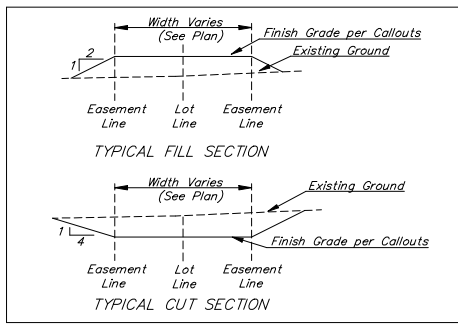 Width Varies
(See Plan)
Finish Grade per Callouts
2
1
Existing Ground
Easement Line
Lot Line
Easement Line
TYPICAL FILL SECTION
Width Varies
(See Plan)
Existing Ground
1
4
Finish Grade per Callouts
Easement Line
Lot Line
Easement Line
TYPICAL CUT SECTION